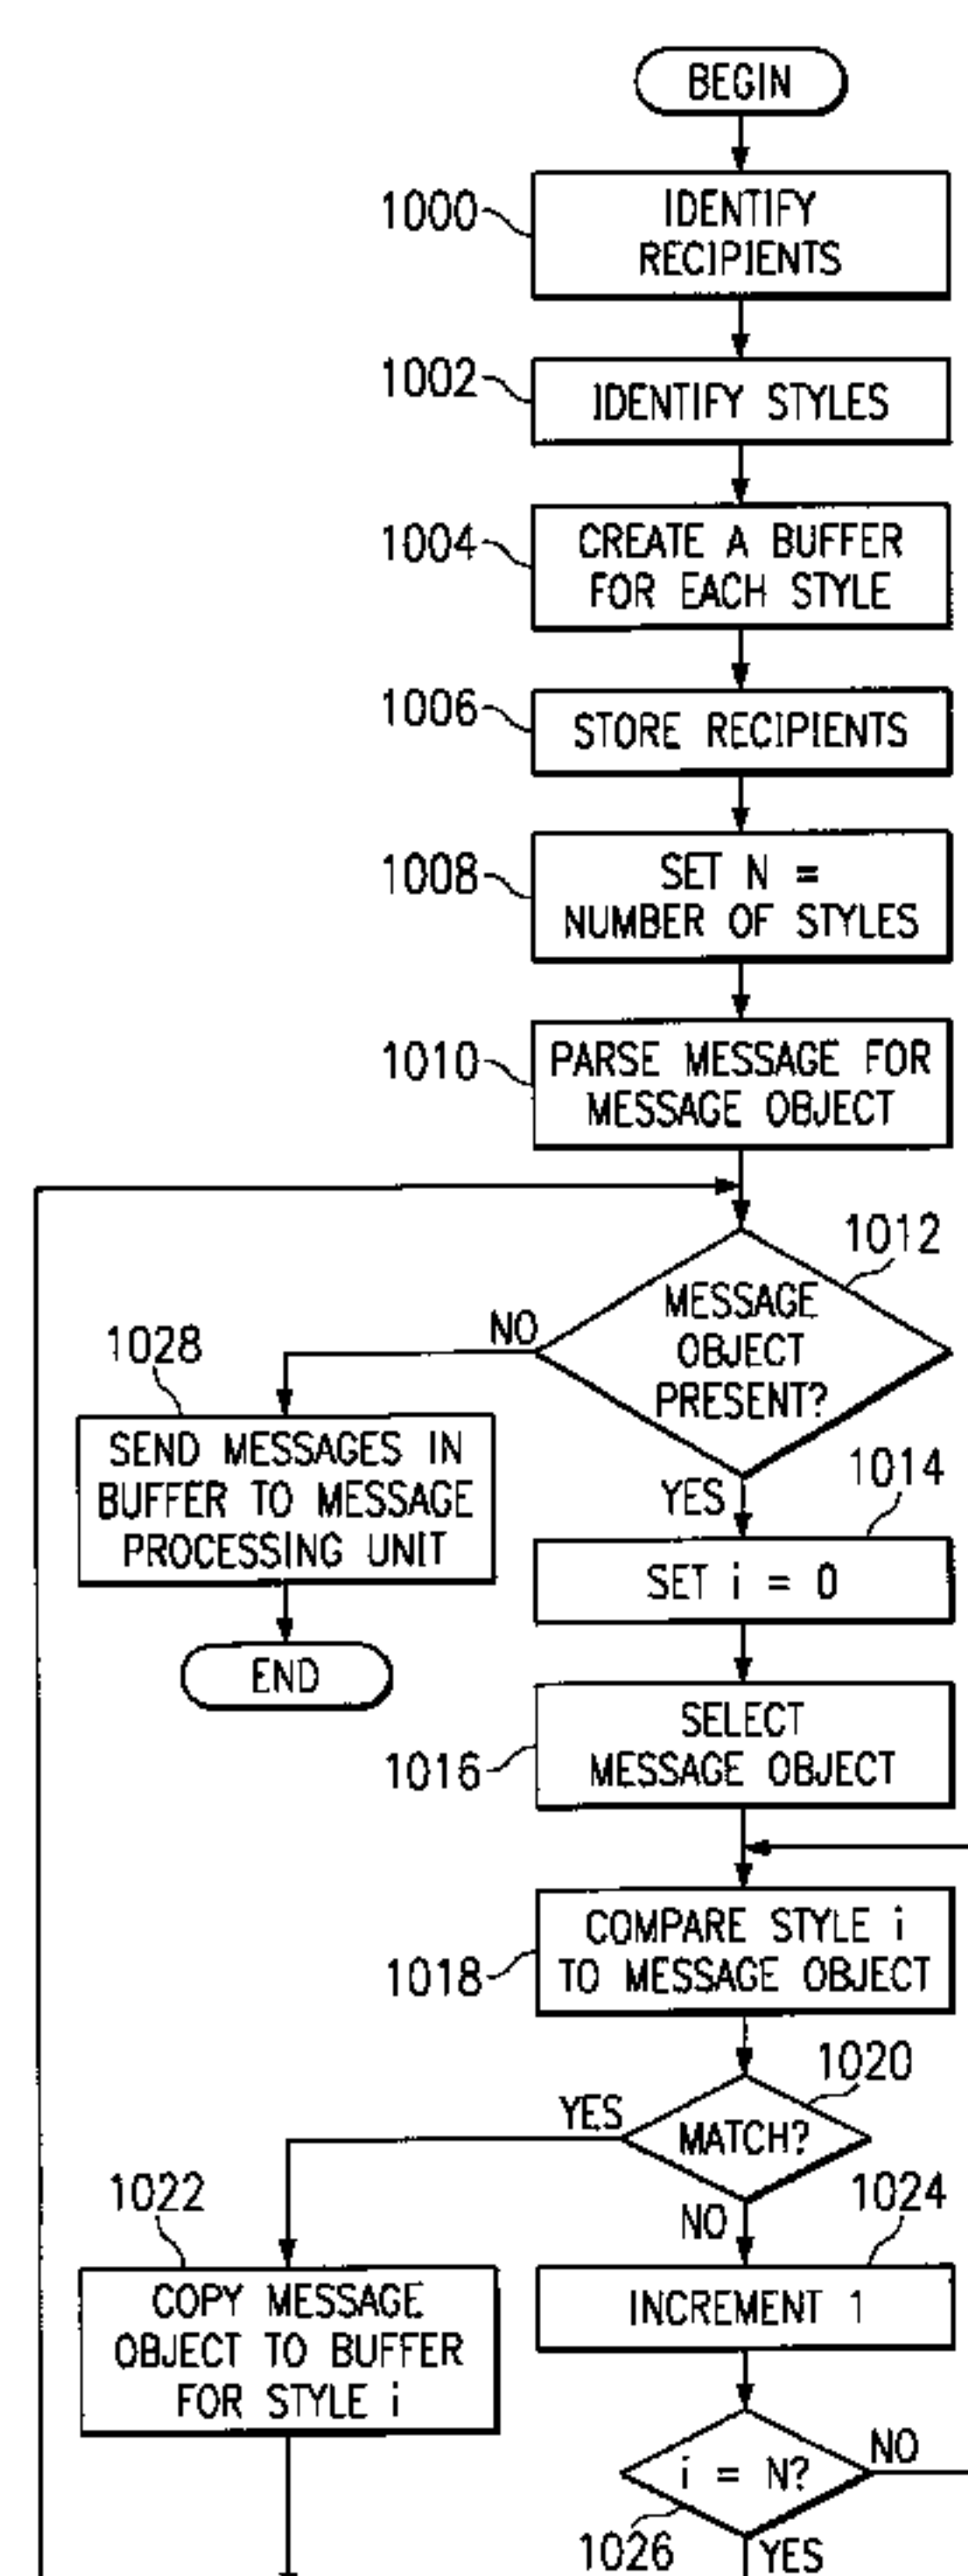 BEGIN
1000
IDENTIFY
RECIPIENTS
1002
IDENTIFY STYLES
1004
CREATE A BUFFER
FOR EACH STYLE
1006
STORE RECIPIENTS
1008
SET N =
NUMBER OF STYLES
1010
PARSE MESSAGE FOR
MESSAGE OBJECT
1012
MESSAGE
OBJECT
PRESENT?
NO
1028
SEND MESSAGES IN
BUFFER TO MESSAGE
PROCESSING UNIT
END
YES
1014
SET i = 0
1016
SELECT
MESSAGE OBJECT
1018
COMPARE STYLE i
TO MESSAGE OBJECT
1020
MATCH?
YES
1022
COPY MESSAGE
OBJECT TO BUFFER
FOR STYLE i
NO
1024
INCREMENT 1
i = N?
NO
1026
YES